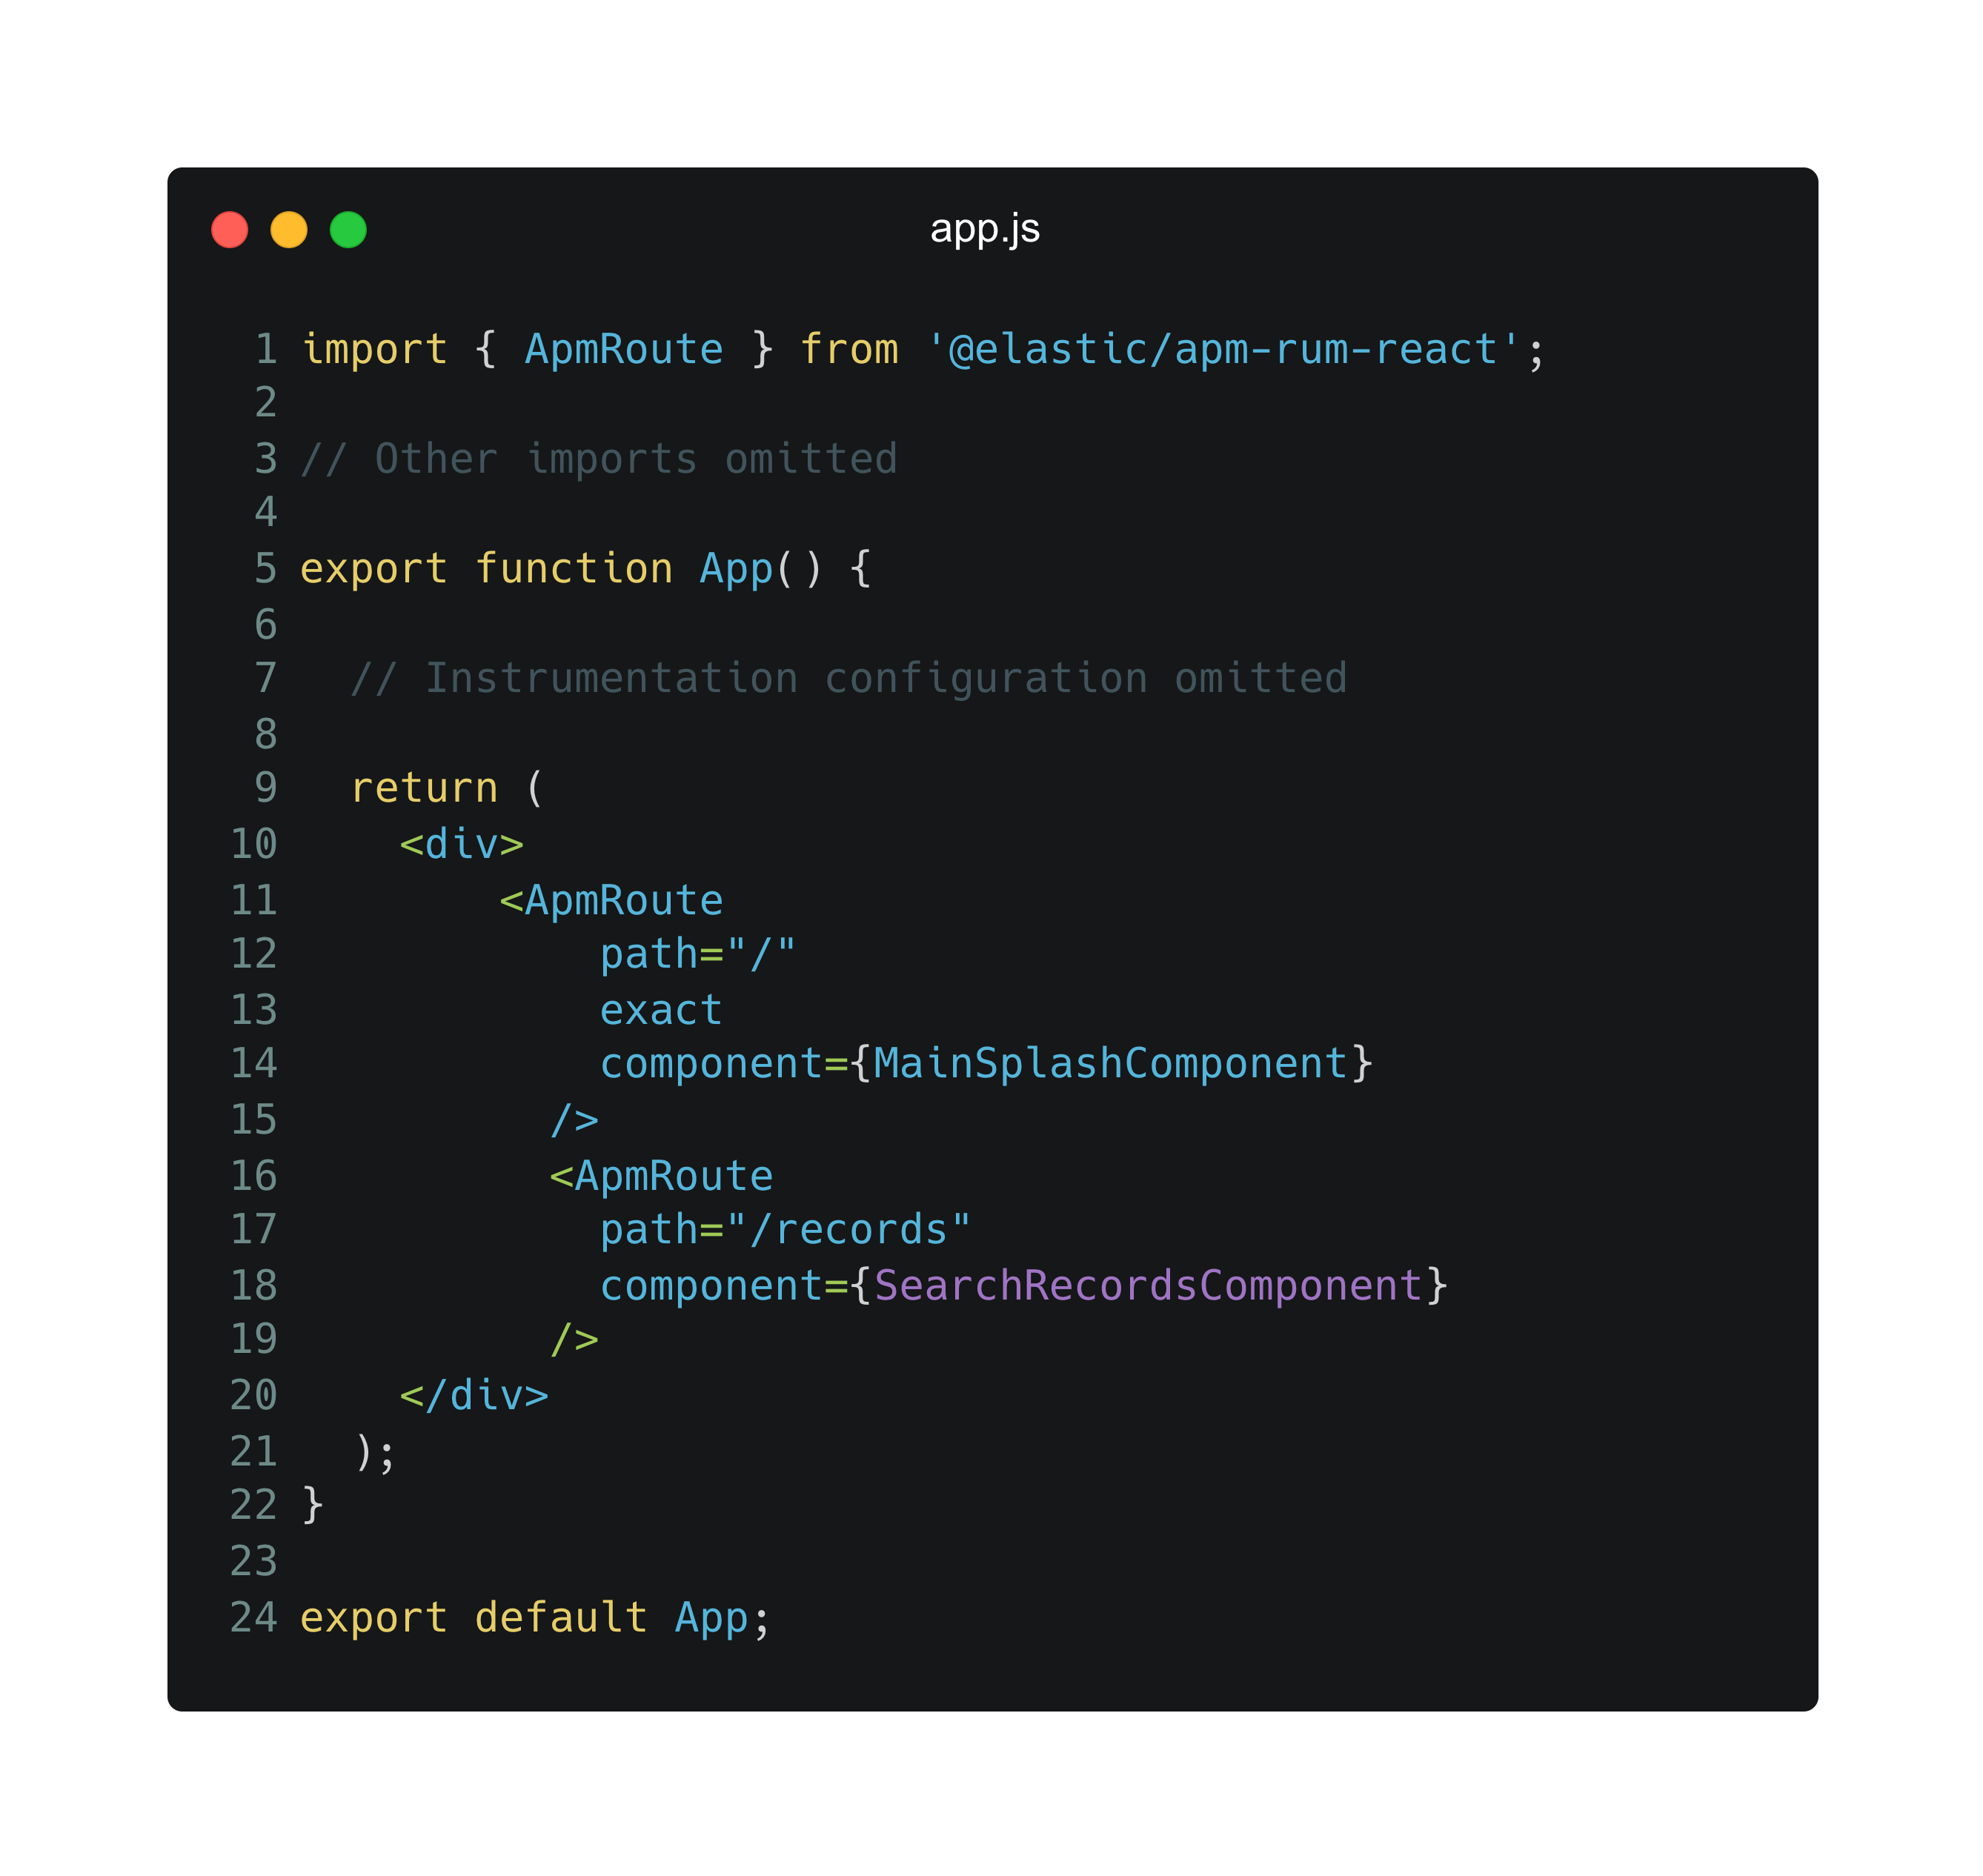 app.js
1 import { ApmRoute } from '@elastic/apm-rum-react';
2
3 // Other imports omitted
4
5 export function App() {
6
7   // Instrumentation configuration omitted
8
9   return (
10     <div>
11         <ApmRoute
12             path="/"
13             exact
14             component={MainSplashComponent}
15           />
16           <ApmRoute
17             path="/records"
18             component={SearchRecordsComponent}
19           />
20     </div>
21   );
22 }
23
24 export default App;